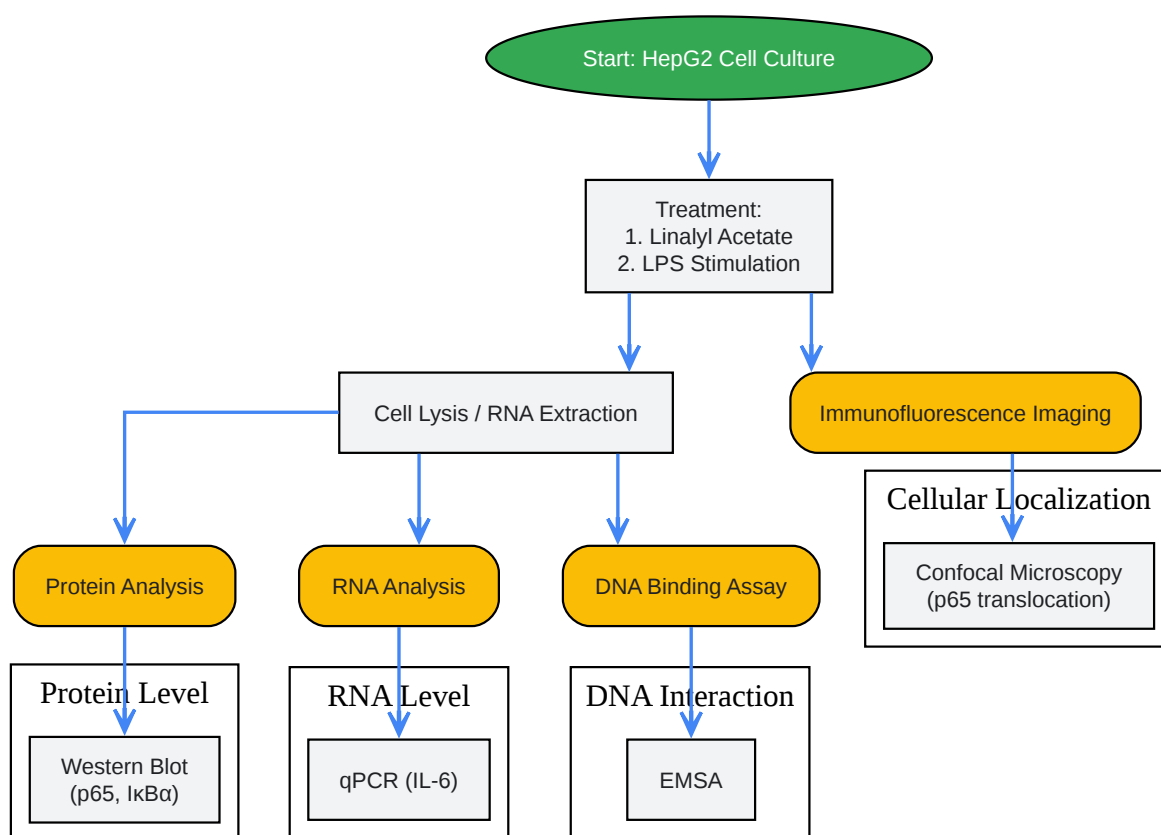 Start: HepG2 Cell Culture
Treatment:
1. Linalyl Acetate
2. LPS Stimulation
Cell Lysis / RNA Extraction
Immunofluorescence Imaging
Cellular Localization
Confocal Microscopy
(p65 translocation)
Protein Analysis
RNA Analysis
DNA Binding Assay
Protein Level
RNA Level
DNA Interaction
Western Blot
(p65, IκBα)
qPCR (IL-6)
EMSA